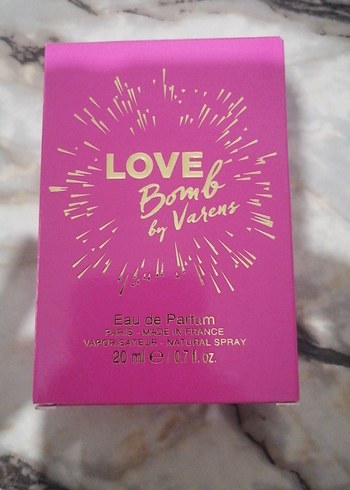 LOVE
Bomb
by Varens
Eau de Parfum
PARIS - MADE IN FRANCE
VAPORISATEUR - NATURAL SPRAY
20 ml ℮ / 0.7 fl. oz.